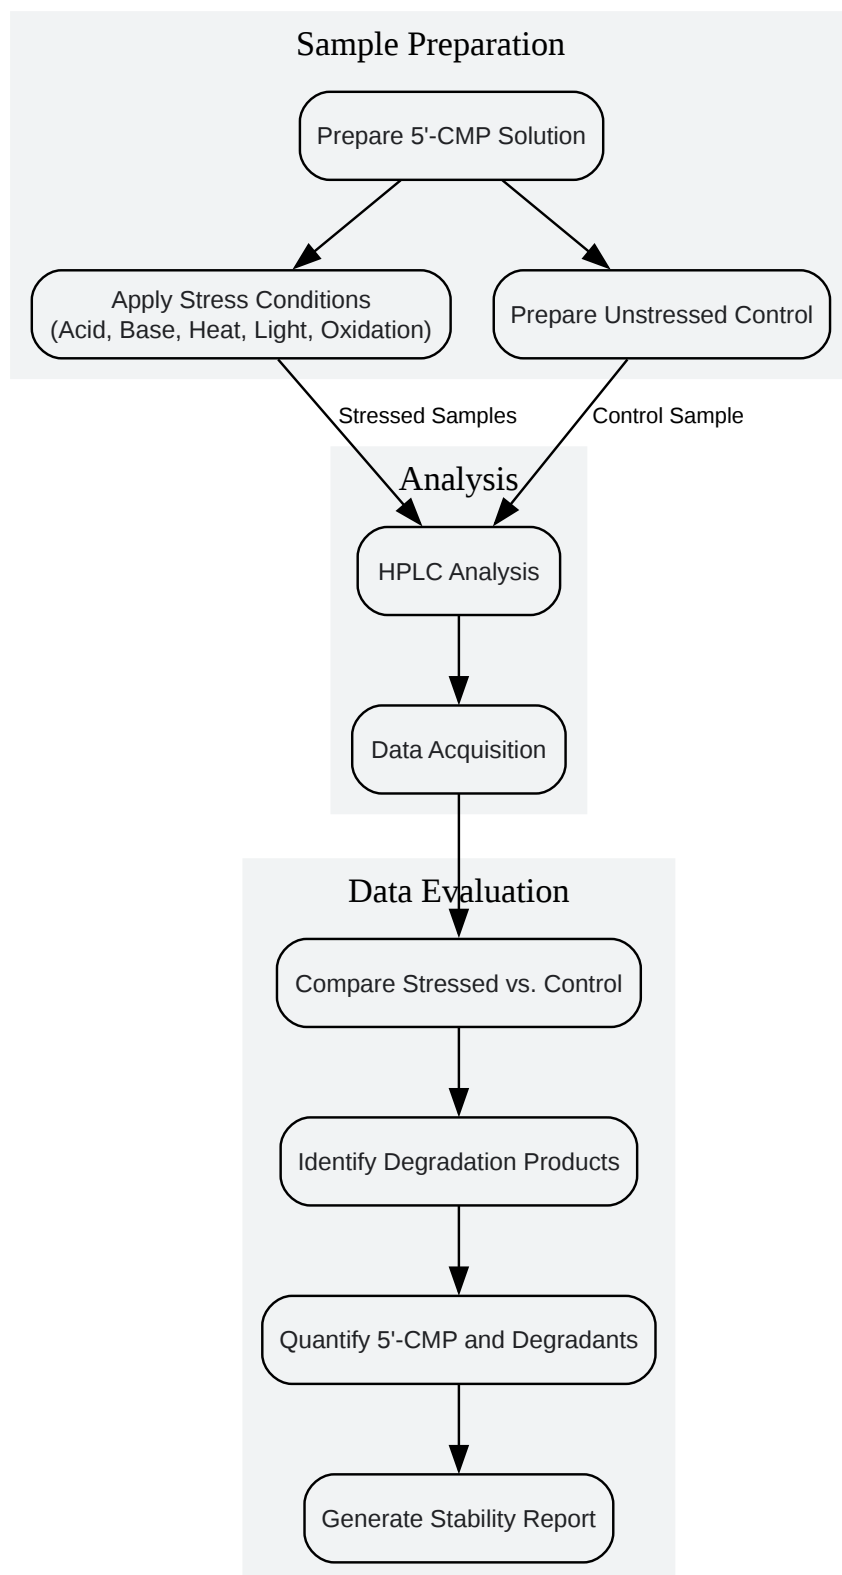 Sample Preparation
Prepare 5'-CMP Solution
Apply Stress Conditions
(Acid, Base, Heat, Light, Oxidation)
Prepare Unstressed Control
Stressed Samples
Control Sample
Analysis
HPLC Analysis
Data Acquisition
Data Evaluation
Compare Stressed vs. Control
Identify Degradation Products
Quantify 5'-CMP and Degradants
Generate Stability Report